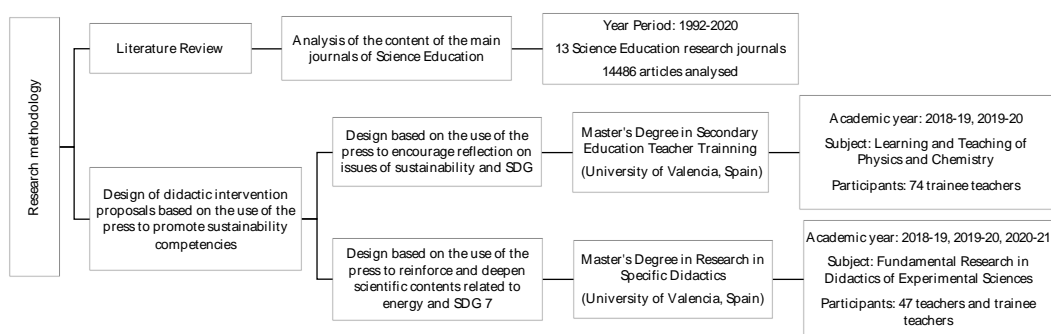 Research methodology
Literature Review
Analysis of the content of the main
journals of Science Education
Year Period: 1992-2020
13 Science Education research journals
14486 articles analysed
Design of didactic intervention
proposals based on the use of the
press to promote sustainability
competencies
Design based on the use of the
press to encourage reflection on
issues of sustainability and SDG
Master's Degree in Secondary
Education Teacher Trainning
(University of Valencia, Spain)
Academic year: 2018-19, 2019-20
Subject: Learning and Teaching of
Physics and Chemistry
Participants: 74 trainee teachers
Design based on the use of the
press to reinforce and deepen
scientific contents related to
energy and SDG 7
Master's Degree in Research in
Specific Didactics
(University of Valencia, Spain)
Academic year: 2018-19, 2019-20, 2020-21
Subject: Fundamental Research in
Didactics of Experimental Sciences
Participants: 47 teachers and trainee
teachers